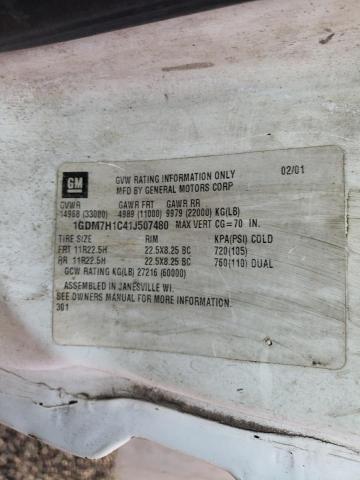 GM
GVW RATING INFORMATION ONLY 02/01
MFD BY GENERAL MOTORS CORP
GVWR GAWR FRT GAWR RR
14968 (33000) 4989 (11000) 9979 (22000) KG(LB)
1GDM7H1C41J507480 MAX VERT CG=70 IN.
TIRE SIZE RIM KPA(PSI) COLD
FRT 11R22.5H 22.5X8.25 BC 720(105)
RR 11R22.5H 22.5X8.25 BC 760(110) DUAL
GCW RATING KG(LB) 27216 (60000)
ASSEMBLED IN JANESVILLE WI.
SEE OWNERS MANUAL FOR MORE INFORMATION.
301